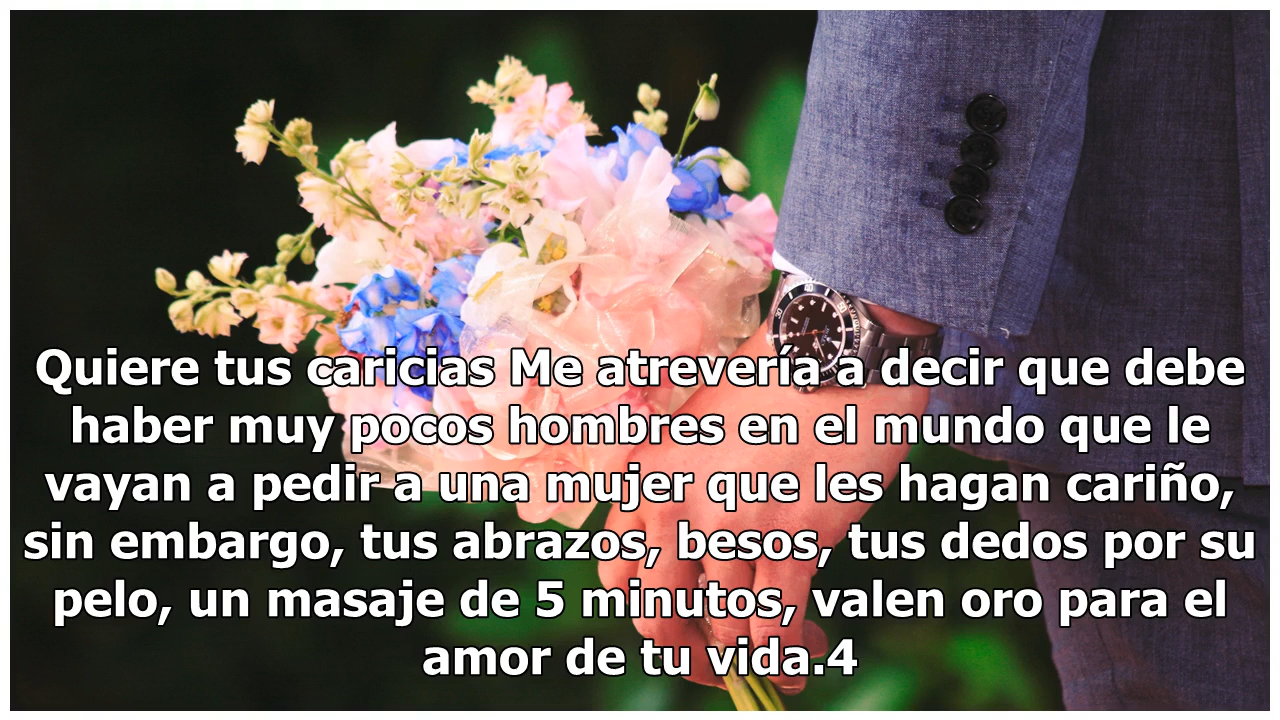 Quiere tus caricias Me atrevería a decir que debe
haber muy pocos hombres en el mundo que le
vayan a pedir a una mujer que les hagan cariño,
sin embargo, tus abrazos, besos, tus dedos por su
pelo, un masaje de 5 minutos, valen oro para el
amor de tu vida.4